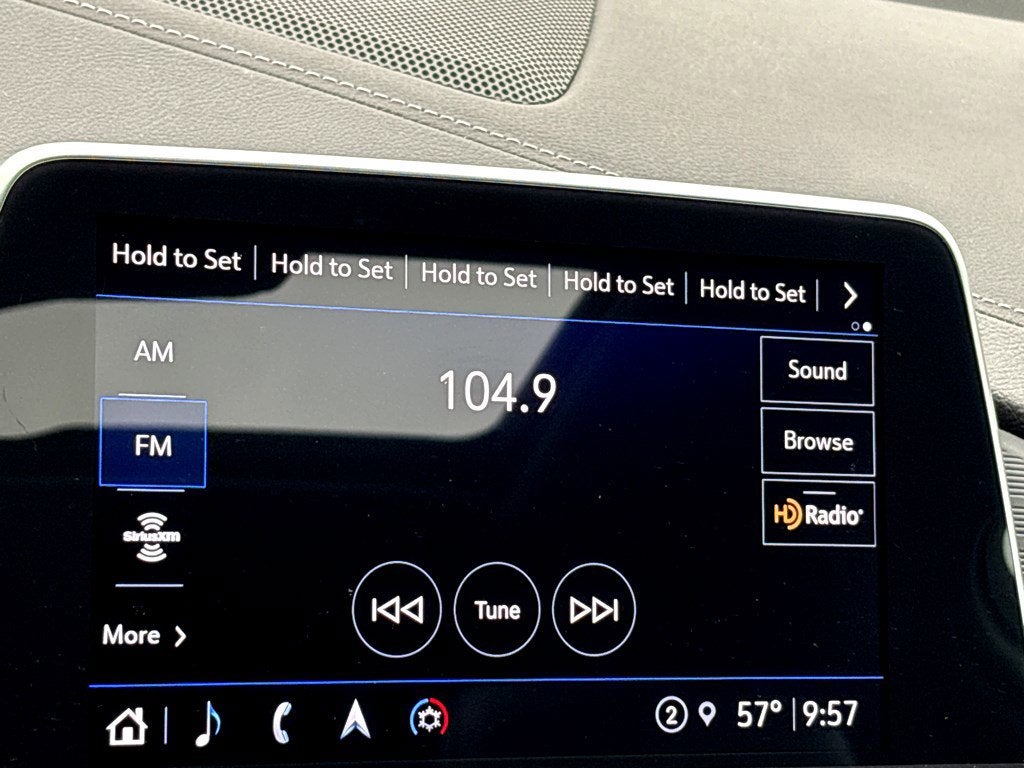 Hold to Set | Hold to Set | Hold to Set | Hold to Set | Hold to Set |
AM
104.9
Sound
FM
Browse
SiriusXM
HD Radio
Tune
More
2 57° | 9:57